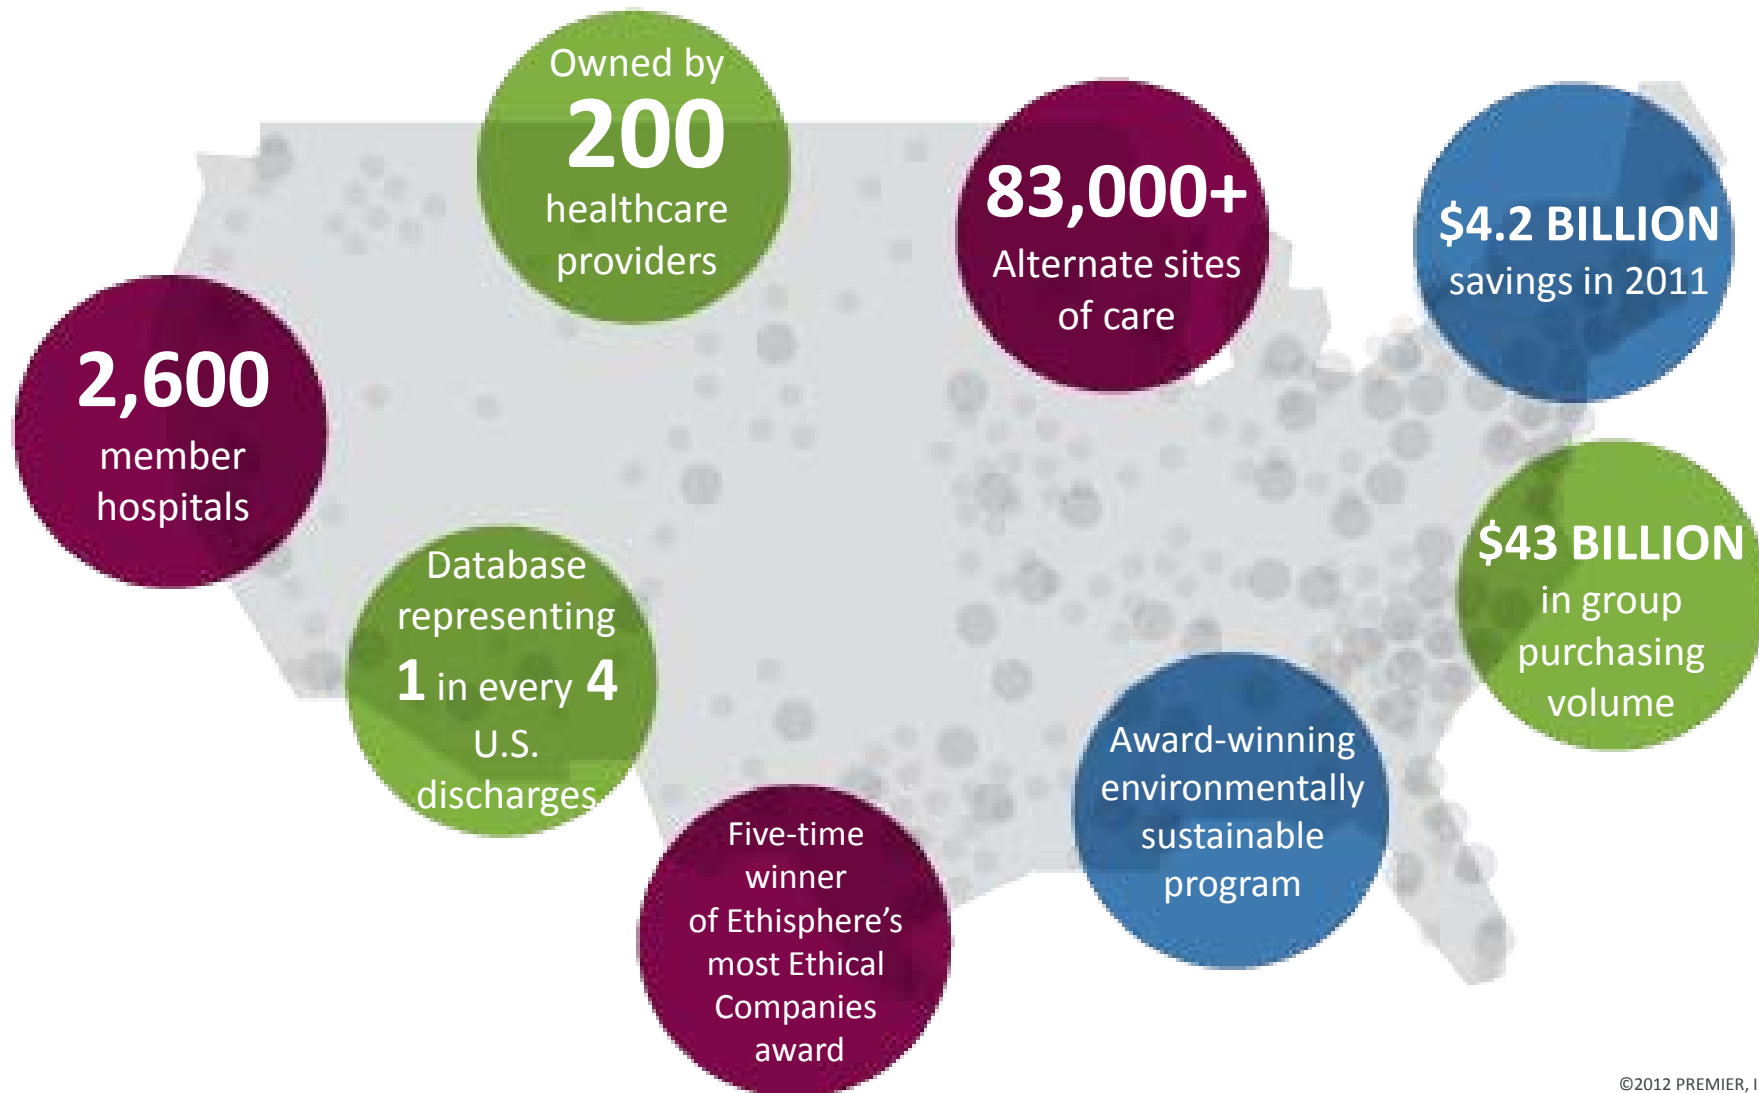 Owned by
200
healthcare
providers
83,000+
Alternate sites
of care
$4.2 BILLION
savings in 2011
2,600
member
hospitals
Database
representing
1 in every 4
U.S.
discharges
$43 BILLION
in group
purchasing
volume
Award-winning
environmentally
sustainable
program
Five-time
winner
of Ethisphere’s
most Ethical
Companies
award
©2012 PREMIER, I